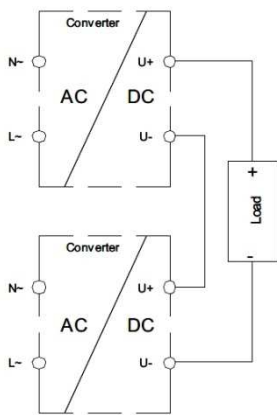 Converter
N~ U+
AC DC
L~ U-
+
Load
-
Converter
N~ U+
AC DC
L~ U-